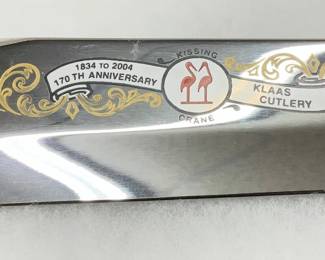 1834 TO 2004
170 TH ANNIVERSARY
KISSING
CRANE
KLAAS
CUTLERY